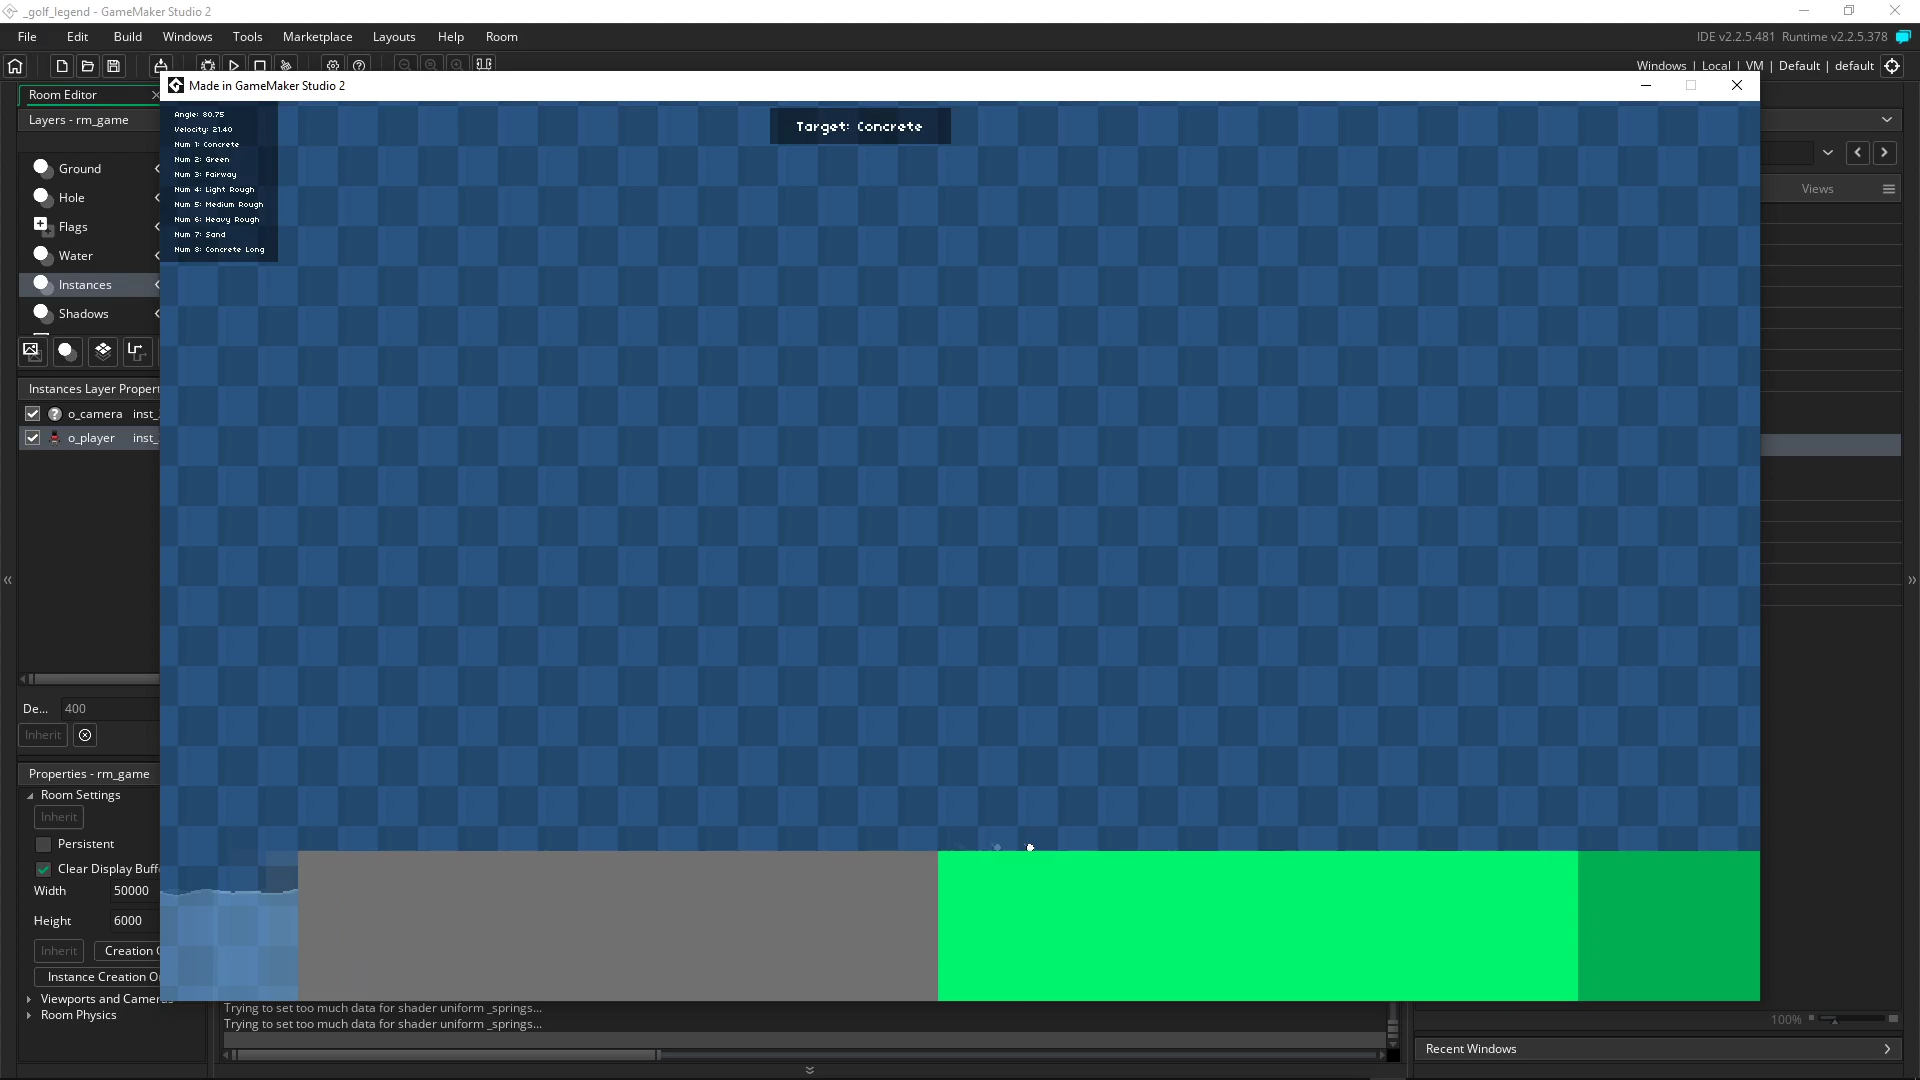 _golf_legend - GameMaker Studio 2
File Edit Build Windows Tools Marketplace Layouts Help Room
IDE v2.2.5.481 Runtime v2.2.5.378
Windows | Local | VM | Default | default
Room Editor
Made in GameMaker Studio 2
Layers - rm_game
Ground
Hole
Flags
Water
Instances
Shadows
Instances Layer Propert
o_camera inst_
o_player inst_
De... 400
Inherit
Properties - rm_game
Room Settings
Inherit
Persistent
Clear Display Buff
Width 50000
Height 6000
Inherit Creation
Instance Creation O
Viewports and Cameras
Room Physics
Angle: 80.75
Velocity: 21.40
Num 1: Concrete
Num 2: Green
Num 3: Fairway
Num 4: Light Rough
Num 5: Medium Rough
Num 6: Heavy Rough
Num 7: Sand
Num 8: Concrete Long
Target: Concrete
Views
Trying to set too much data for shader uniform _springs...
Trying to set too much data for shader uniform _springs...
100%
Recent Windows